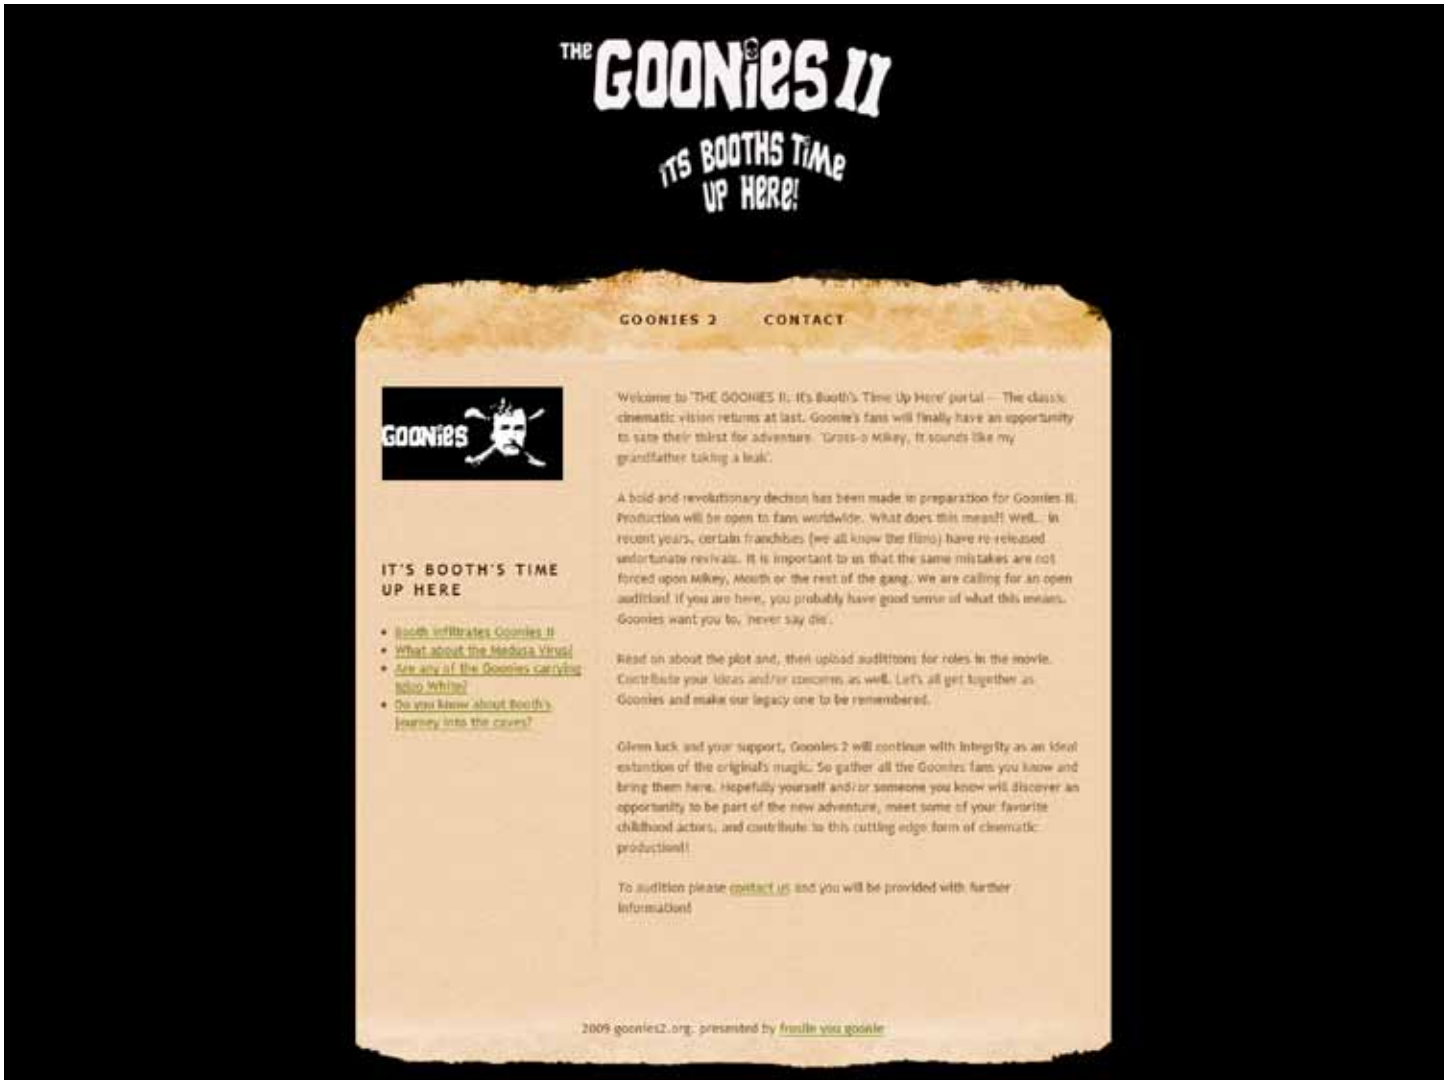 THE GOONIES II
ITS BOOTHS TIME
UP HERE!
GOONIES 2 CONTACT
GOONIES
IT'S BOOTH'S TIME
UP HERE
Booth infiltrates Goonies II
What about the Medusa Virus?
Are any of the Goonies carrying
White?
Do you know about Booth's
journey into the caves?
Welcome to 'THE GOONIES II: It's Booth's Time Up Here' portal — The classic
cinematic vision returns at last. Goonie's fans will finally have an opportunity
to sate their thirst for adventure. 'Gross-o Mikey, it sounds like my
grandfather taking a leak'.
A bold and revolutionary decison has been made in preparation for Goonies II.
Production will be open to fans worldwide. What does this mean?! Well... in
recent years, certain franchises (we all know the films) have re-released
unfortunate revivals. It is important to us that the same mistakes are not
forced upon Mikey, Mouth or the rest of the gang. We are calling for an open
audition! If you are here, you probably have good sense of what this means.
Goonies want you to, 'never say die'.
Read on about the plot and, then upload audititons for roles in the movie.
Contribute your ideas and/or concerns as well. Let's all get together as
Goonies and make our legacy one to be remembered.
Given luck and your support, Goonies 2 will continue with integrity as an ideal
extantion of the original's magic. So gather all the Goonies fans you know and
bring them here. Hopefully yourself and/or someone you know will discover an
opportunity to be part of the new adventure, meet some of your favorite
childhood actors, and contribute to this cutting edge form of cinematic
production!!
To audition please contact us and you will be provided with further
information!
2009 goonies2.org. presented by you goonie